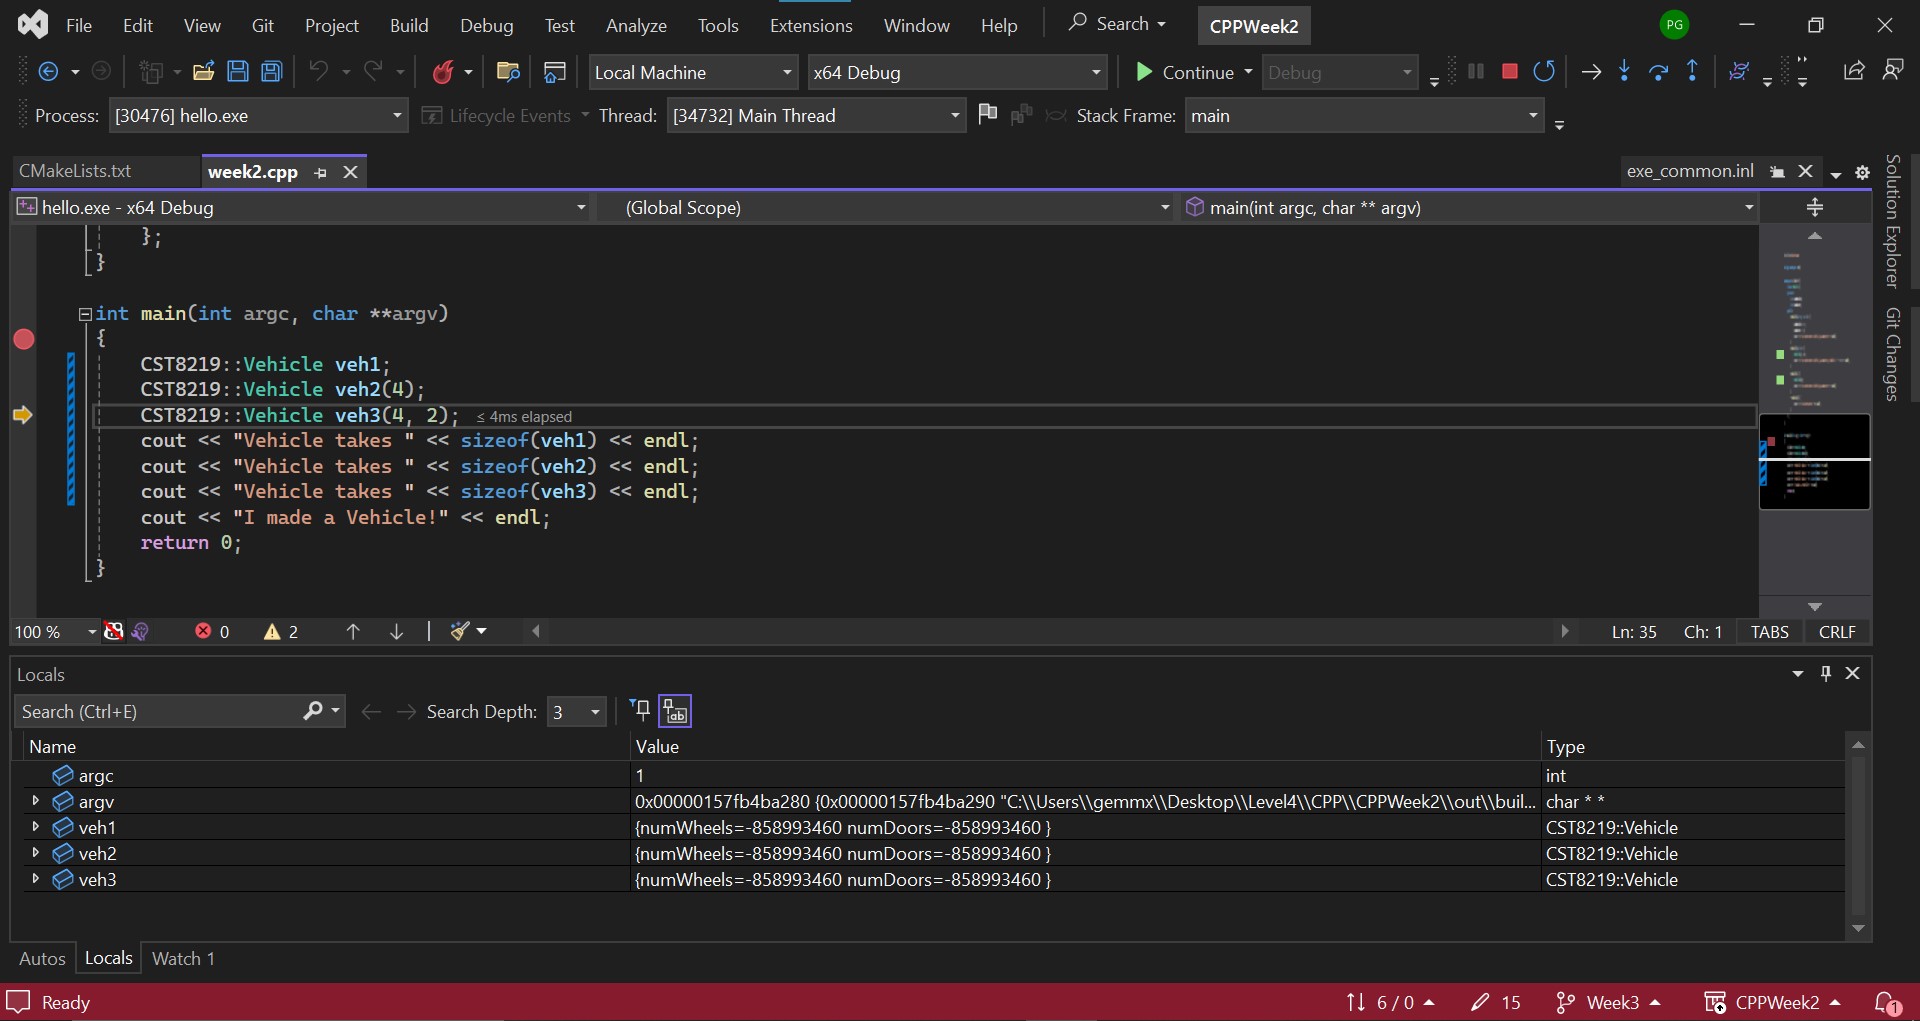 File Edit View Git Project Build Debug Test Analyze Tools Extensions Window Help Search CPPWeek2 PG
Local Machine x64 Debug Continue Debug
Process: [30476] hello.exe Lifecycle Events Thread: [34732] Main Thread Stack Frame: main
CMakeLists.txt week2.cpp exe_common.inl
hello.exe - x64 Debug (Global Scope) main(int argc, char ** argv)
Solution Explorer
Git Changes
};
}
int main(int argc, char **argv)
{
CST8219::Vehicle veh1;
CST8219::Vehicle veh2(4);
CST8219::Vehicle veh3(4, 2); ≤ 4ms elapsed
cout << "Vehicle takes " << sizeof(veh1) << endl;
cout << "Vehicle takes " << sizeof(veh2) << endl;
cout << "Vehicle takes " << sizeof(veh3) << endl;
cout << "I made a Vehicle!" << endl;
return 0;
}
100 % 0 2 Ln: 35 Ch: 1 TABS CRLF
Locals
Search (Ctrl+E) Search Depth: 3
Name Value Type
argc 1 int
argv 0x00000157fb4ba280 {0x00000157fb4ba290 "C:\\Users\\gemmx\\Desktop\\Level4\\CPP\\CPPWeek2\\out\\buil... char * *
veh1 {numWheels=-858993460 numDoors=-858993460 } CST8219::Vehicle
veh2 {numWheels=-858993460 numDoors=-858993460 } CST8219::Vehicle
veh3 {numWheels=-858993460 numDoors=-858993460 } CST8219::Vehicle
Autos Locals Watch 1
Ready 6 / 0 15 Week3 CPPWeek2 1